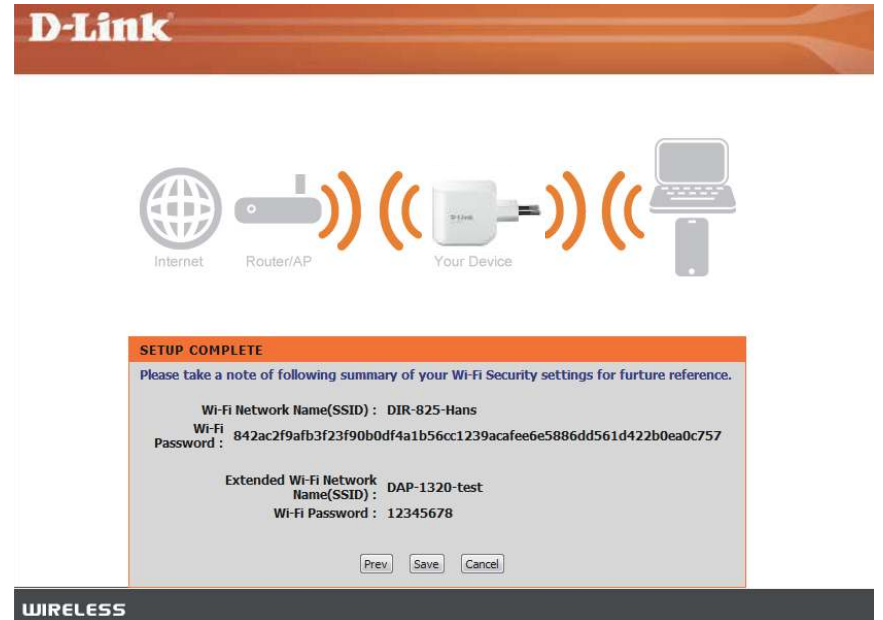 D-Link
D-Link
Internet
Router/AP
Your Device
SETUP COMPLETE
Please take a note of following summary of your Wi-Fi Security settings for furture reference.
Wi-Fi Network Name(SSID) : DIR-825-Hans
Wi-Fi
Password : 842ac2f9afb3f23f90b0df4a1b56cc1239acafee6e5886dd561d422b0ea0c757
Extended Wi-Fi Network
Name(SSID) : DAP-1320-test
Wi-Fi Password : 12345678
Prev Save Cancel
WIRELESS